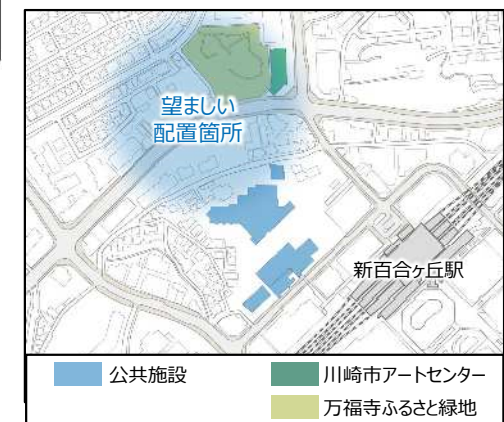 望ましい
配置箇所
新百合ヶ丘駅
公共施設
川崎市アートセンター
万福寺ふるさと緑地